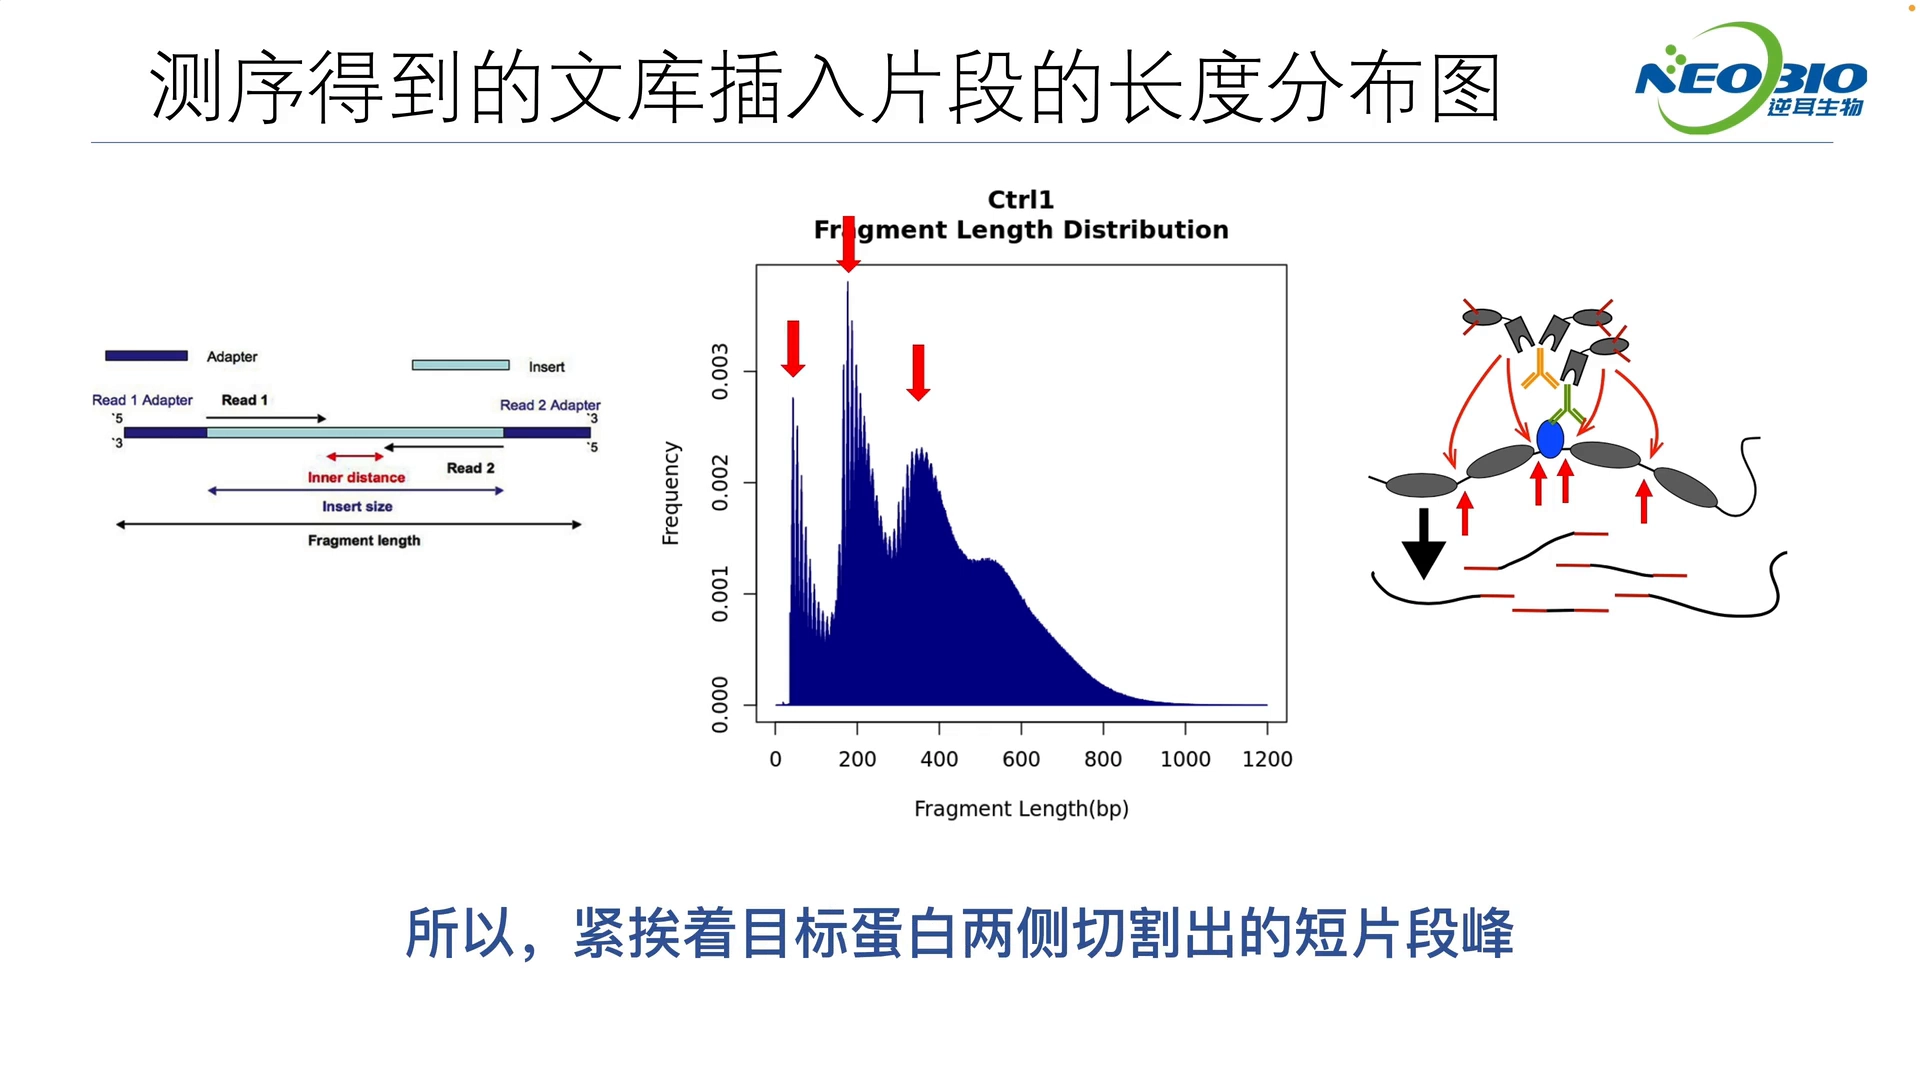 测序得到的文库插入片段的长度分布图
NEOBIO
逆耳生物
Adapter
Insert
Read 1 Adapter
Read 1
Read 2 Adapter
`5
`3
`3
`5
Read 2
Inner distance
Insert size
Fragment length
Ctrl1
Fragment Length Distribution
Frequency
0.003
0.002
0.001
0.000
0 200 400 600 800 1000 1200
Fragment Length(bp)
所以，紧挨着目标蛋白两侧切割出的短片段峰